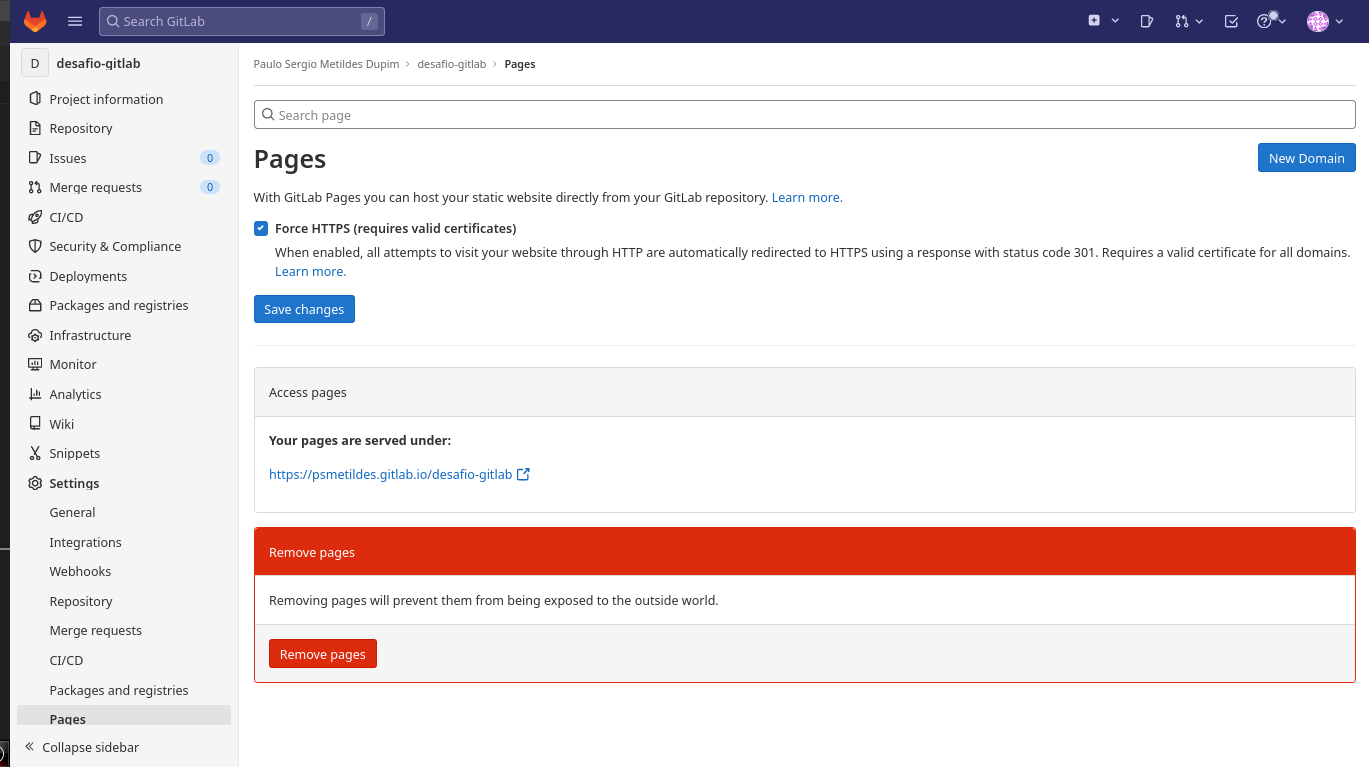 Search GitLab /
D desafio-gitlab
Project information
Repository
Issues 0
Merge requests 0
CI/CD
Security & Compliance
Deployments
Packages and registries
Infrastructure
Monitor
Analytics
Wiki
Snippets
Settings
General
Integrations
Webhooks
Repository
Merge requests
CI/CD
Packages and registries
Pages
Collapse sidebar
Paulo Sergio Metildes Dupim › desafio-gitlab › Pages
Search page
Pages
New Domain
With GitLab Pages you can host your static website directly from your GitLab repository. Learn more.
Force HTTPS (requires valid certificates)
When enabled, all attempts to visit your website through HTTP are automatically redirected to HTTPS using a response with status code 301. Requires a valid certificate for all domains.
Learn more.
Save changes
Access pages
Your pages are served under:
https://psmetildes.gitlab.io/desafio-gitlab
Remove pages
Removing pages will prevent them from being exposed to the outside world.
Remove pages